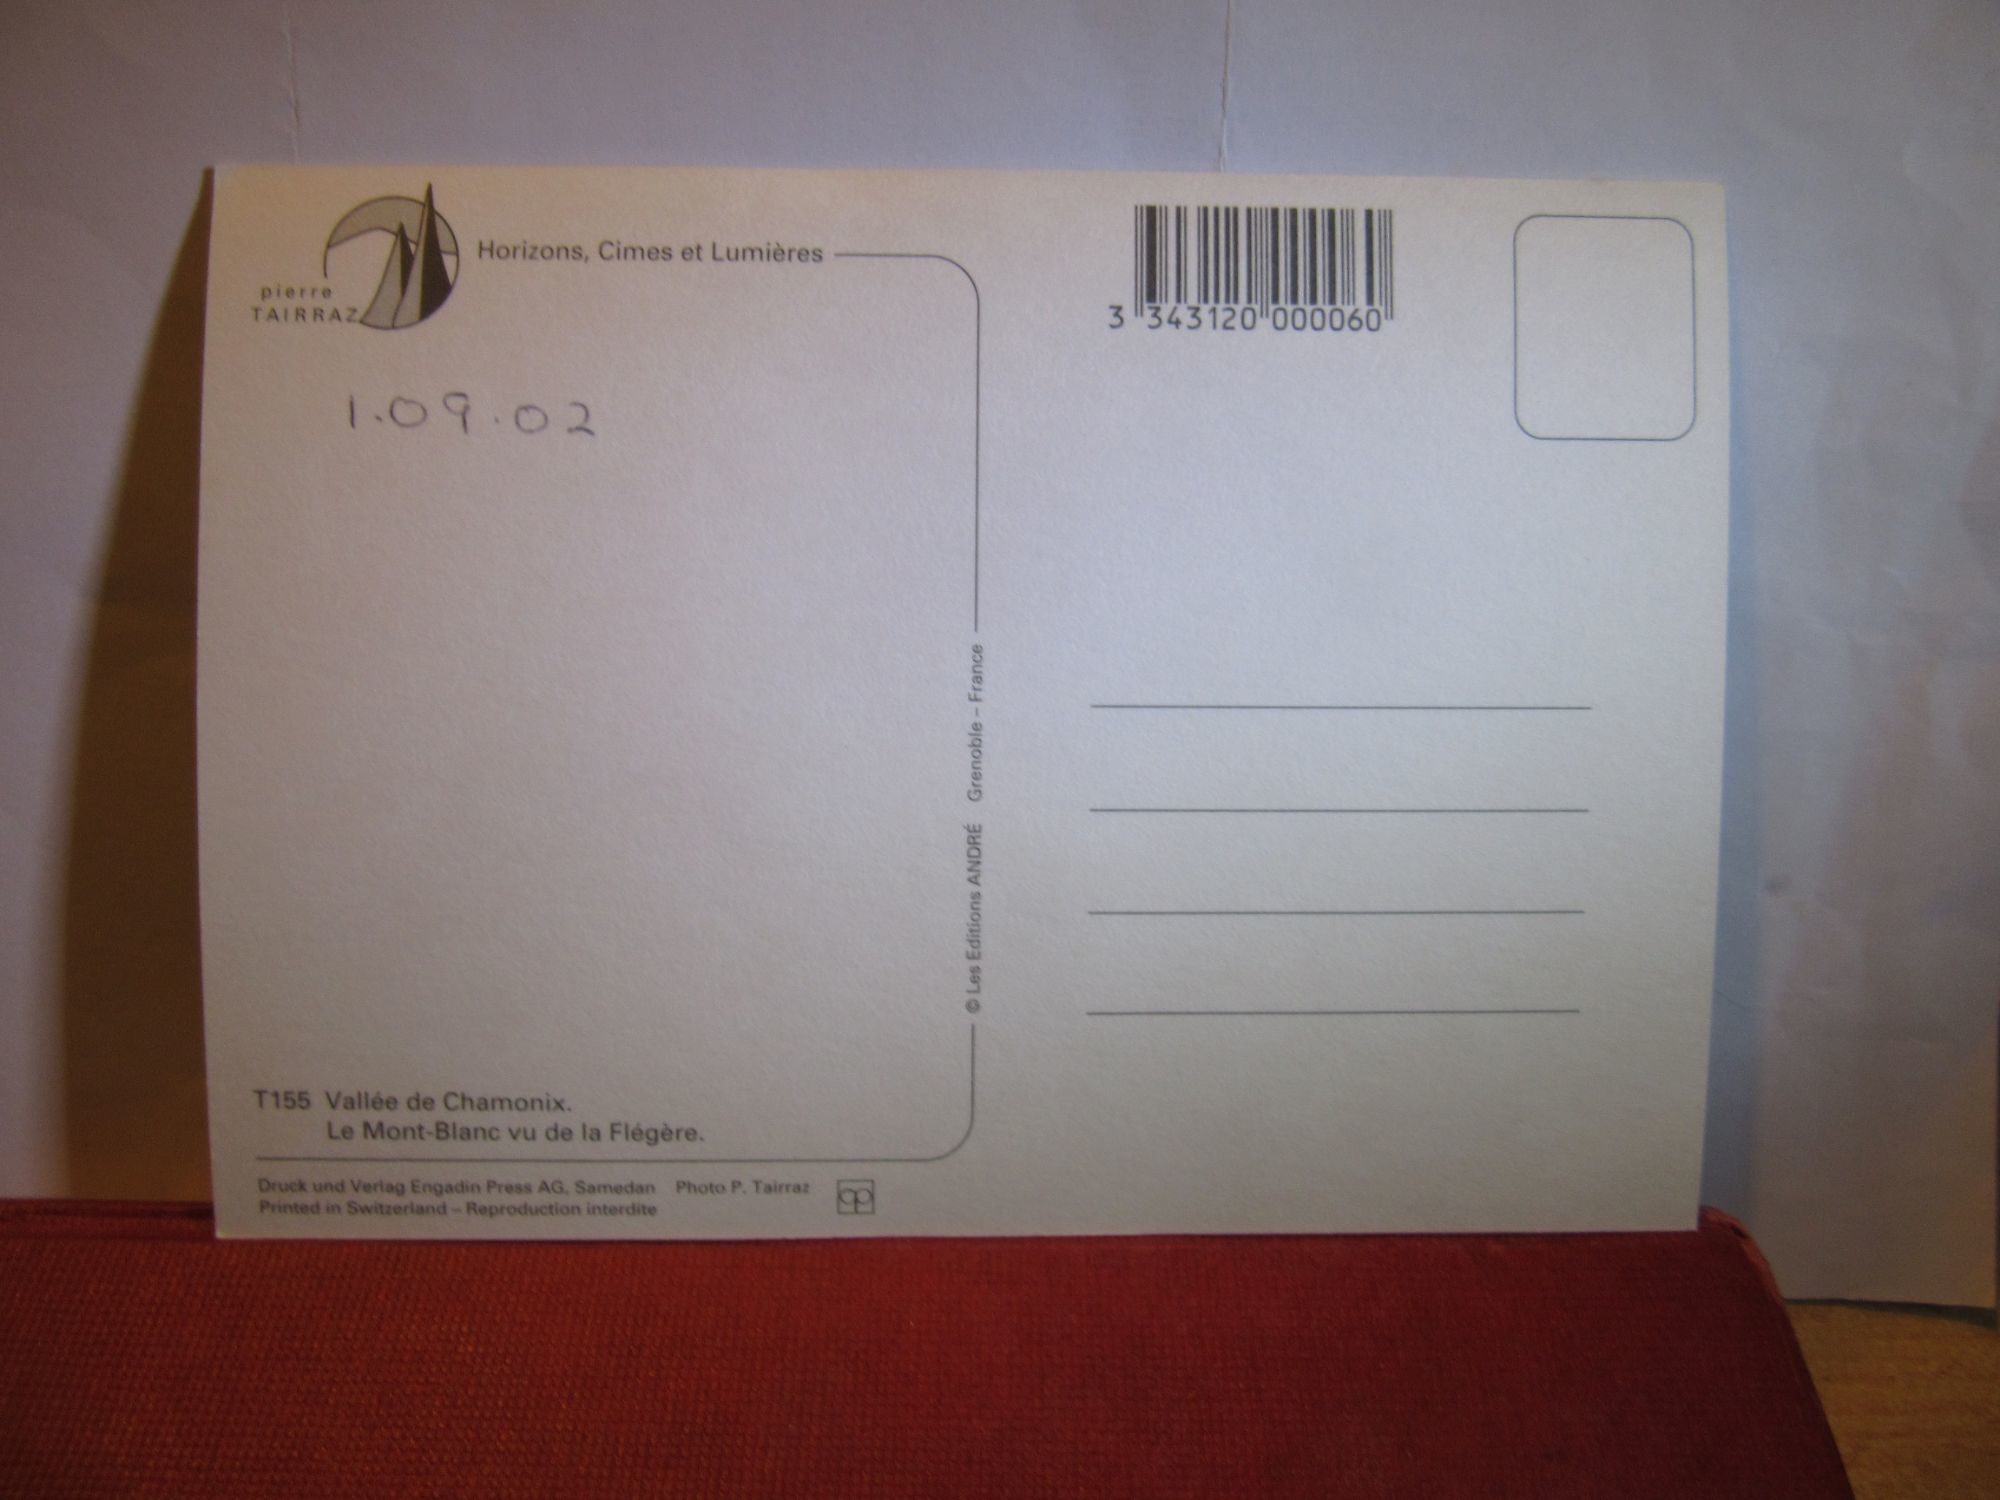 pierre
TAIRRAZ
Horizons, Cimes et Lumières
3 343120 000060
1.09.02
© Les Editions ANDRÉ Grenoble – France
T155 Vallée de Chamonix.
Le Mont-Blanc vu de la Flégère.
Druck und Verlag Engadin Press AG, Samedan Photo P. Tairraz
Printed in Switzerland – Reproduction interdite